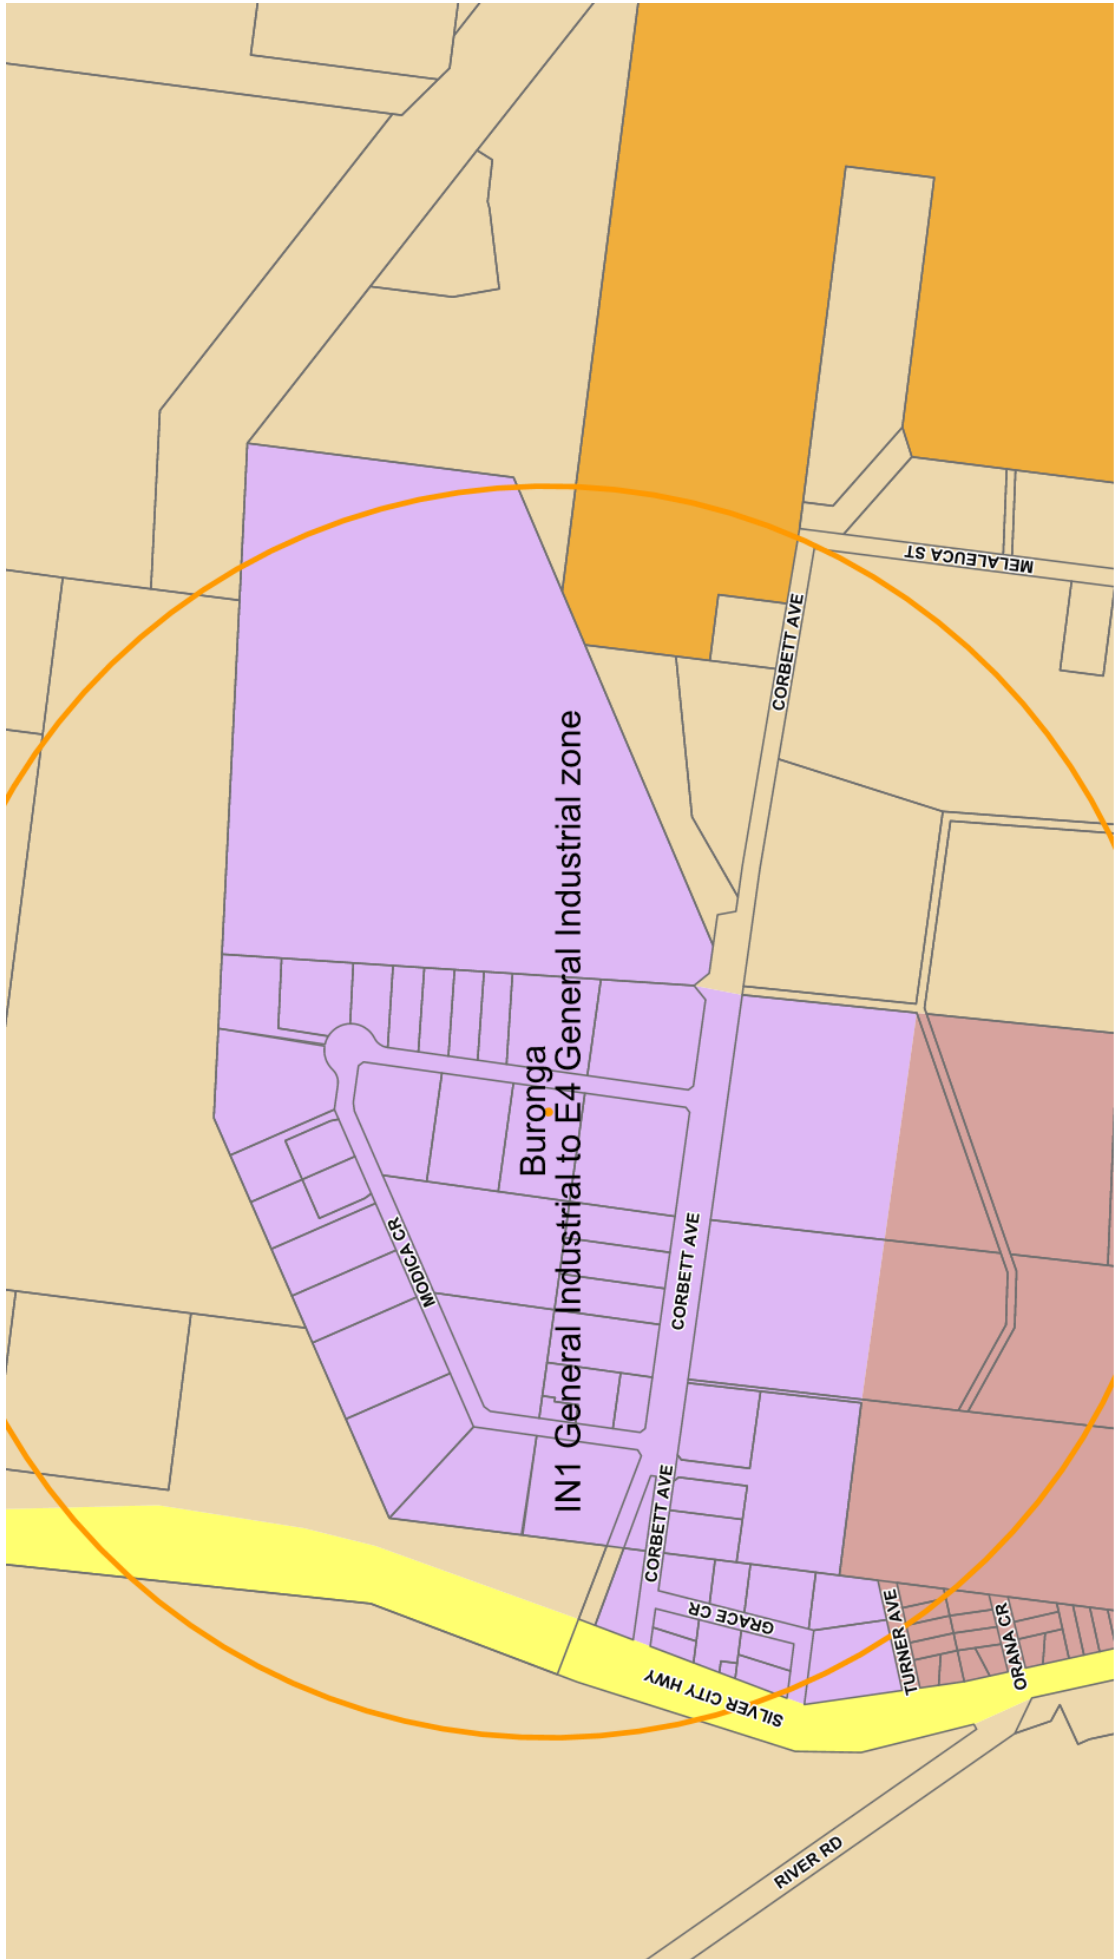 Buronga
IN1 General Industrial to E4 General Industrial zone
MELALEUCA ST
CORBETT AVE
CORBETT AVE
CORBETT AVE
MODICA CR
GRACE CR
TURNER AVE
ORANA CR
SILVER CITY HWY
RIVER RD